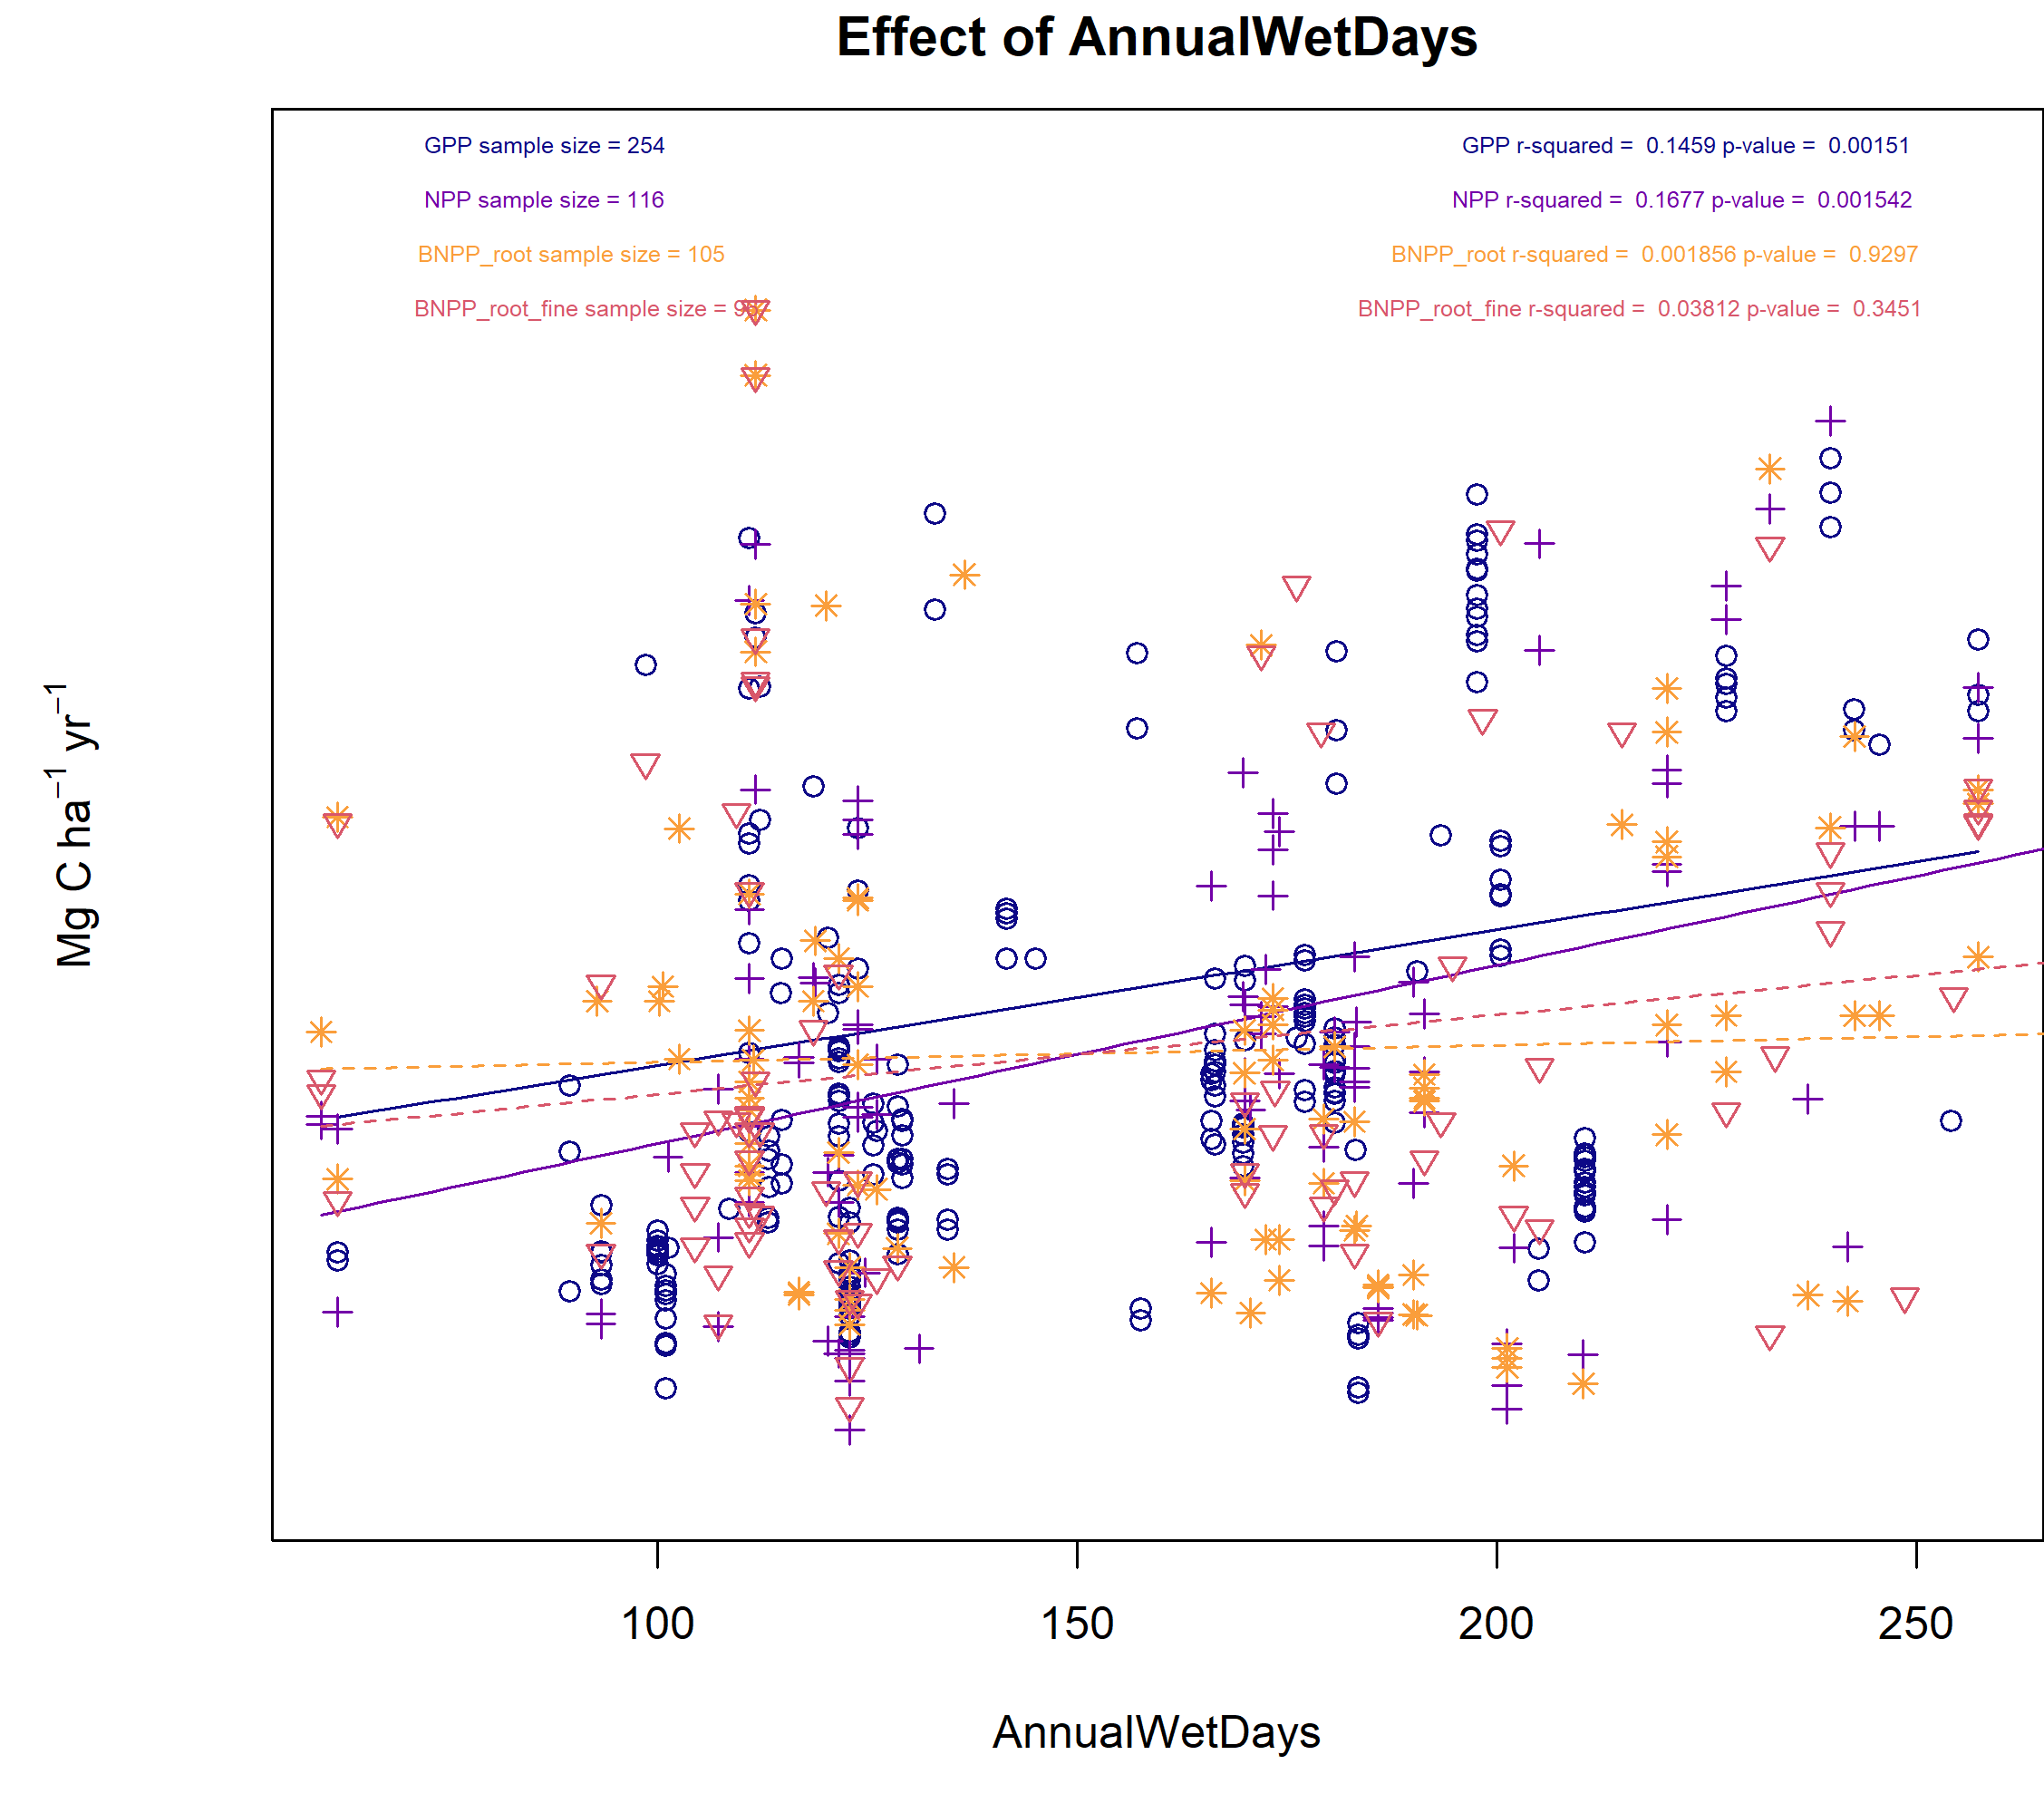 Effect of AnnualWetDays
GPP sample size = 254
GPP r-squared = 0.1459 p-value = 0.00151
NPP sample size = 116
NPP r-squared = 0.1677 p-value = 0.001542
BNPP_root sample size = 105
BNPP_root r-squared = 0.001856 p-value = 0.9297
BNPP_root_fine sample size =
BNPP_root_fine r-squared = 0.03812 p-value = 0.3451
Mg C ha⁻¹ yr⁻¹
100 150 200 250
AnnualWetDays